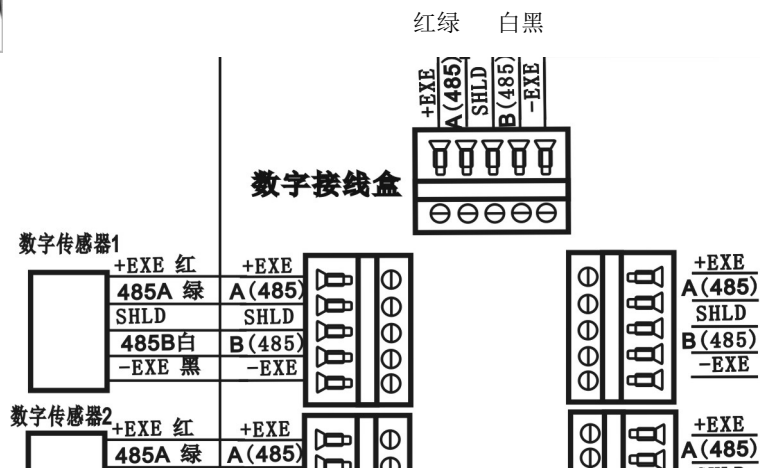 红绿 白黑
+EXE
A(485)
SHLD
B(485)
-EXE
数字接线盒
数字传感器1
+EXE 红
485A 绿
SHLD
485B白
-EXE 黑
+EXE
A(485)
SHLD
B(485)
-EXE
+EXE
A(485)
SHLD
B(485)
-EXE
数字传感器2
+EXE 红
485A 绿
+EXE
A(485)
+EXE
A(485)